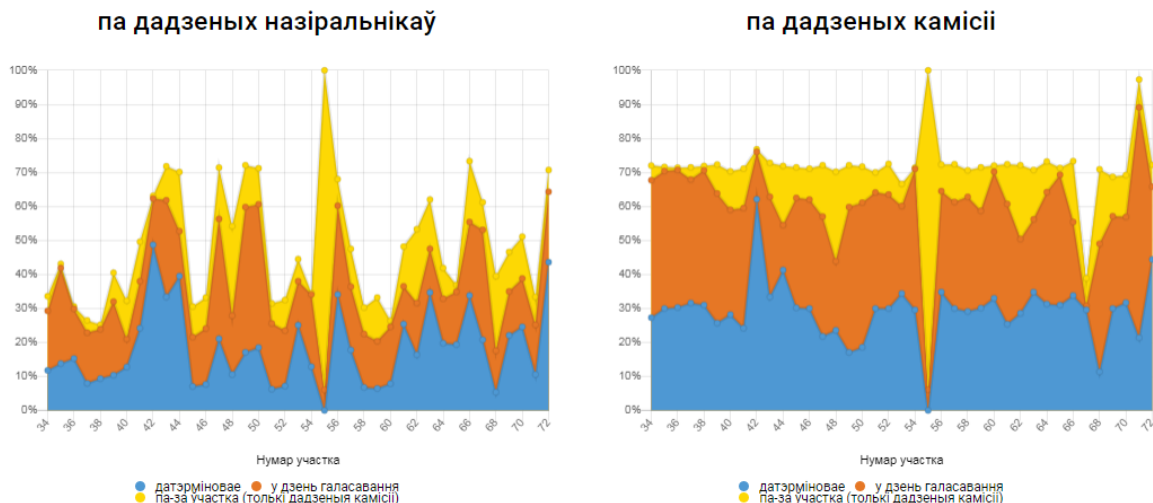 па дадзеных назіральнікаў
100%
90%
80%
70%
60%
50%
40%
30%
20%
10%
0%
34 36 38 40 42 44 46 48 50 52 54 56 58 60 62 64 66 68 70 72
Нумар участка
датэрміновае у дзень галасавання
па-за ўчастка (толькі дадзеныя камісіі)
па дадзеных камісіі
100%
90%
80%
70%
60%
50%
40%
30%
20%
10%
0%
34 36 38 40 42 44 46 48 50 52 54 56 58 60 62 64 66 68 70 72
Нумар участка
датэрміновае у дзень галасавання
па-за ўчастка (толькі дадзеныя камісіі)